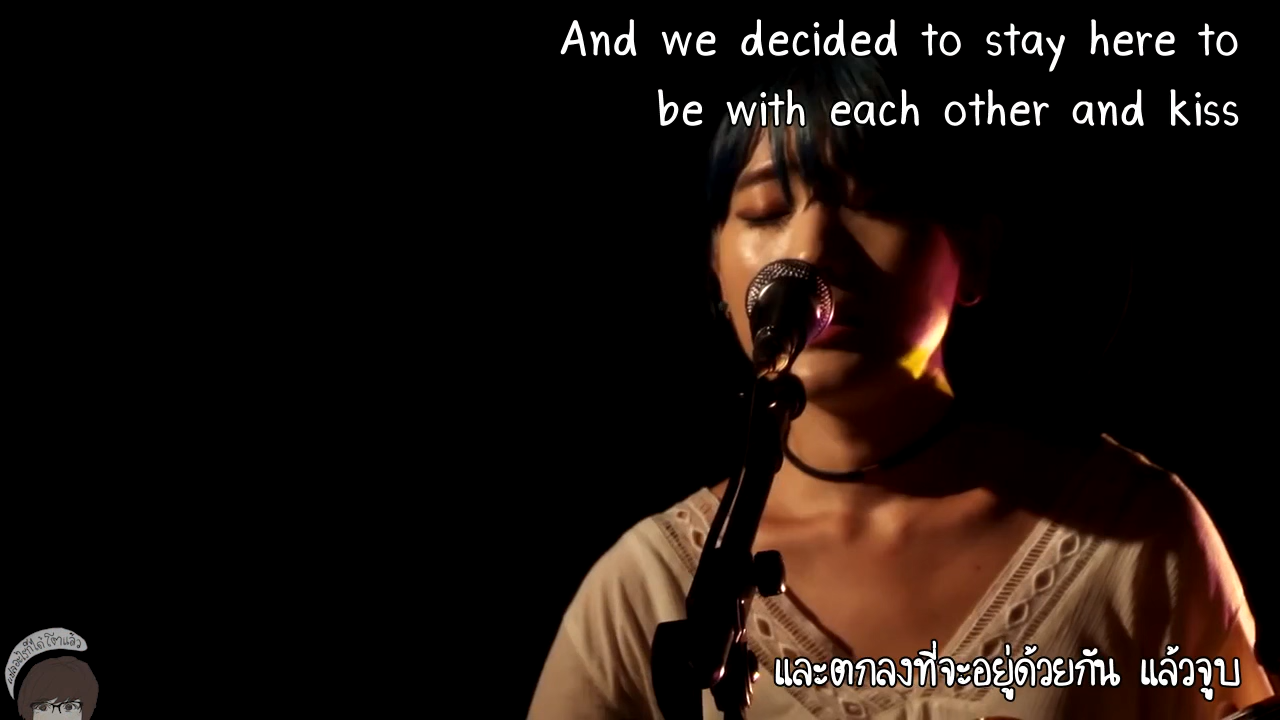 And we decided to stay here to
be with each other and kiss
และตกลงที่จะอยู่ด้วยกัน แล้วจูบ